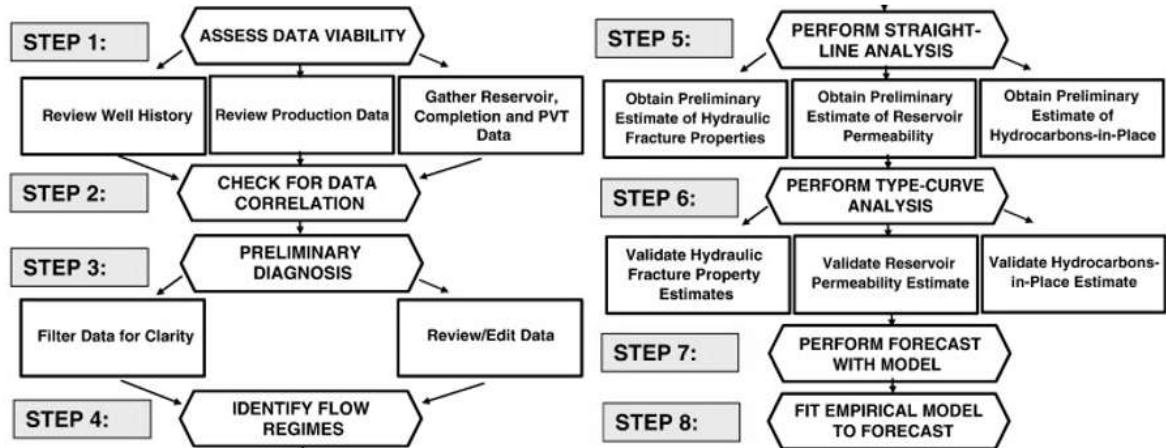 STEP 1:
ASSESS DATA VIABILITY
Review Well History
Review Production Data
Gather Reservoir,
Completion and PVT
Data
STEP 2:
CHECK FOR DATA
CORRELATION
STEP 3:
PRELIMINARY
DIAGNOSIS
Filter Data for Clarity
Review/Edit Data
STEP 4:
IDENTIFY FLOW
REGIMES
STEP 5:
PERFORM STRAIGHT-
LINE ANALYSIS
Obtain Preliminary
Estimate of Hydraulic
Fracture Properties
Obtain Preliminary
Estimate of Reservoir
Permeability
Obtain Preliminary
Estimate of
Hydrocarbons-in-Place
STEP 6:
PERFORM TYPE-CURVE
ANALYSIS
Validate Hydraulic
Fracture Property
Estimates
Validate Reservoir
Permeability Estimate
Validate Hydrocarbons-
in-Place Estimate
STEP 7:
PERFORM FORECAST
WITH MODEL
STEP 8:
FIT EMPIRICAL MODEL
TO FORECAST